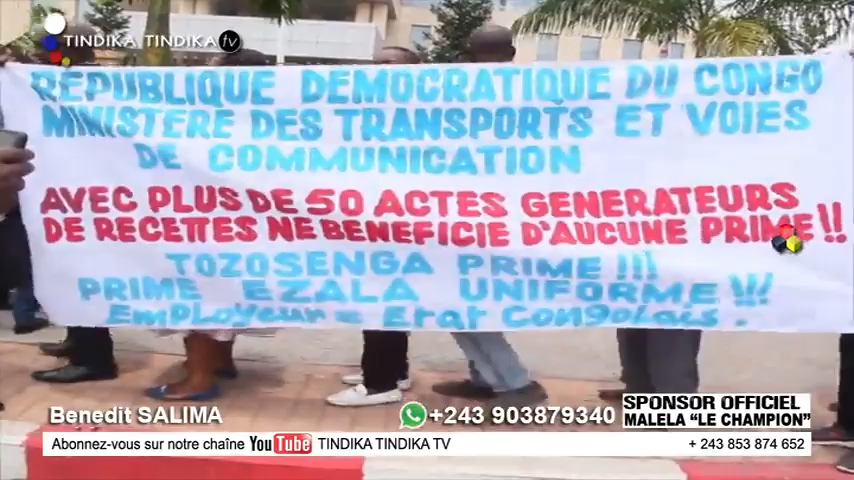 TINDIKA TINDIKA tv
RÉPUBLIQUE DÉMOCRATIQUE DU CONGO
MINISTERE DES TRANSPORTS ET VOIES
DE COMMUNICATION
AVEC PLUS DE 50 ACTES GENERATEURS
DE RECETTES NE BENEFICIE D'AUCUNE PRIME !!
TOZOSENGA PRIME !!!
PRIME EZALA UNIFORME !!!
EmPLoyeur = Etat Congolais.
Benedit SALIMA
+243 903879340
SPONSOR OFFICIEL
MALELA "LE CHAMPION"
Abonnez-vous sur notre chaîne YouTube TINDIKA TINDIKA TV
+ 243 853 874 652